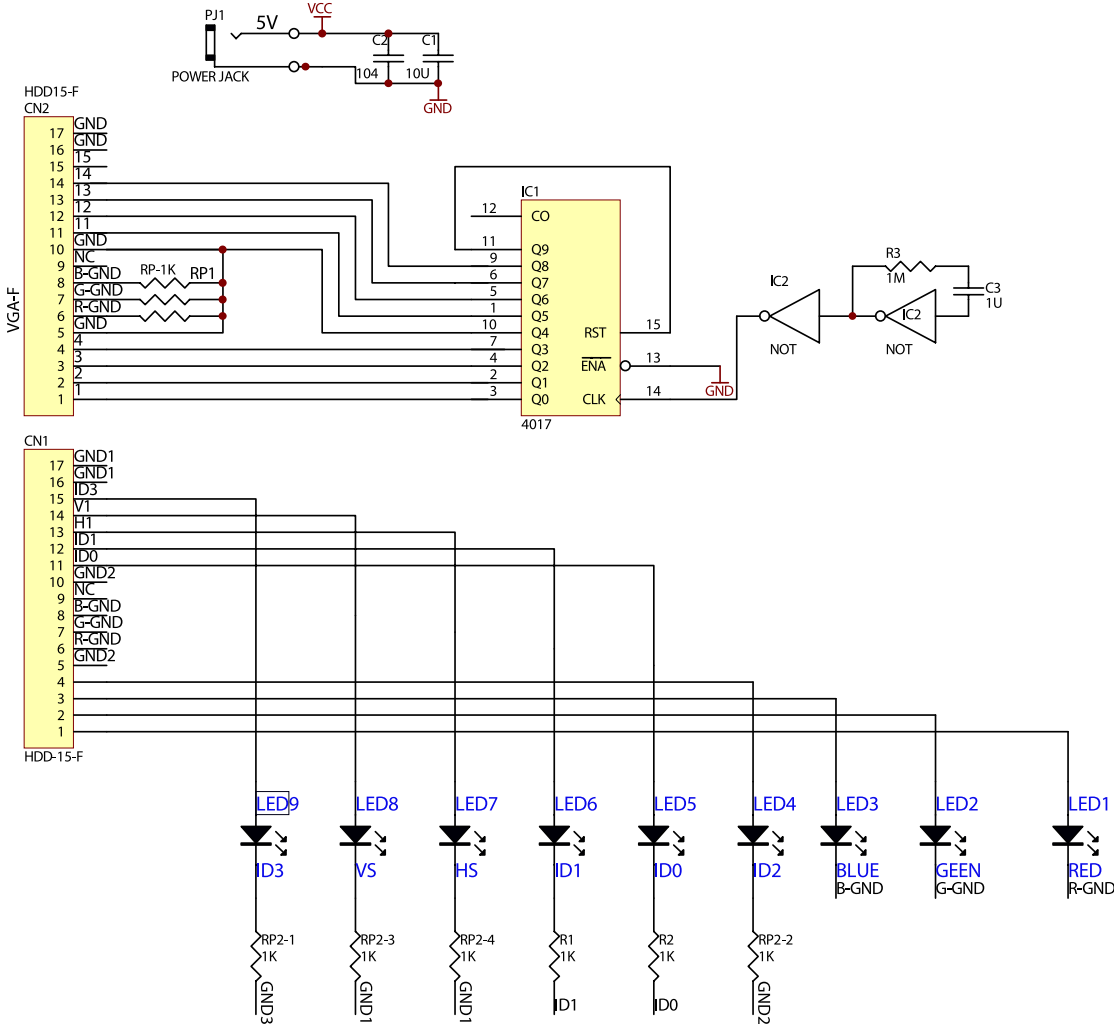 PJ1
5V
VCC
C2
C1
104
10U
POWER JACK
GND
HDD15-F
CN2
17 GND
16 GND
15 15
14 14
13 13
12 12
11 11
10 GND
9 NC
8 B-GND
7 G-GND
6 R-GND
5 GND
4 4
3 3
2 2
1 1
VGA-F
RP-1K
RP1
IC1
12 CO
11 Q9
9 Q8
6 Q7
5 Q6
1 Q5
10 Q4
7 Q3
4 Q2
2 Q1
3 Q0
RST 15
ENA 13
CLK 14
4017
GND
IC2
NOT
R3
1M
IC2
NOT
C3
1U
CN1
17 GND1
16 GND1
15 ID3
14 V1
13 H1
12 ID1
11 ID0
10 GND2
9 NC
8 B-GND
7 G-GND
6 R-GND
5 GND2
4
3
2
1
HDD-15-F
LED9
LED8
LED7
LED6
LED5
LED4
LED3
LED2
LED1
ID3
VS
HS
ID1
ID0
ID2
BLUE
GEEN
RED
B-GND
G-GND
R-GND
RP2-1
1K
RP2-3
1K
RP2-4
1K
R1
1K
R2
1K
RP2-2
1K
GND3
GND1
GND1
ID1
ID0
GND2